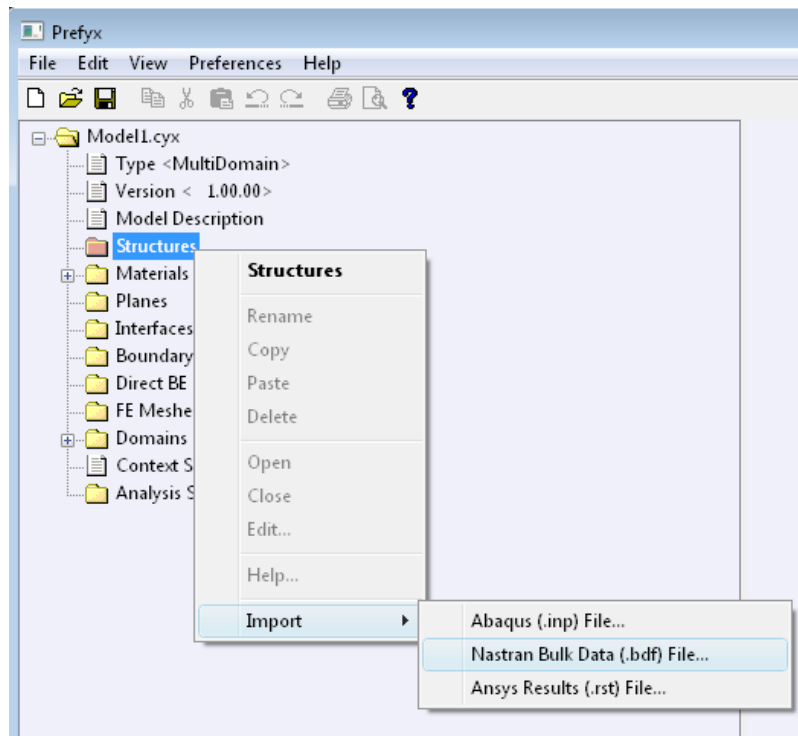 Prefyx
File Edit View Preferences Help
Model1.cyx
Type <MultiDomain>
Version < 1.00.00>
Model Description
Structures
Materials
Planes
Interfaces
Boundary
Direct BE
FE Meshe
Domains
Context S
Analysis S
Structures
Rename
Copy
Paste
Delete
Open
Close
Edit...
Help...
Import
Abaqus (.inp) File...
Nastran Bulk Data (.bdf) File...
Ansys Results (.rst) File...